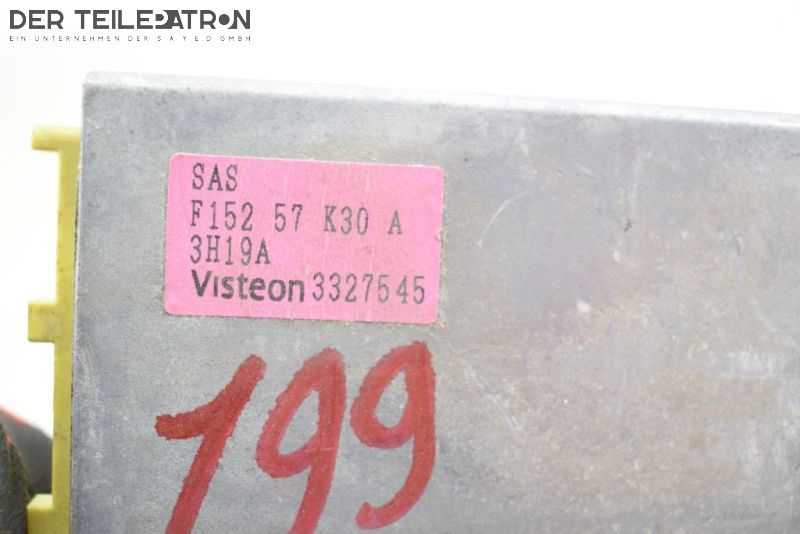 DER TEILEPATRON
EIN UNTERNEHMEN DER S A Y E.D GMBH
SAS
F152 57 K30 A
3H19A
Visteon 3327545
199